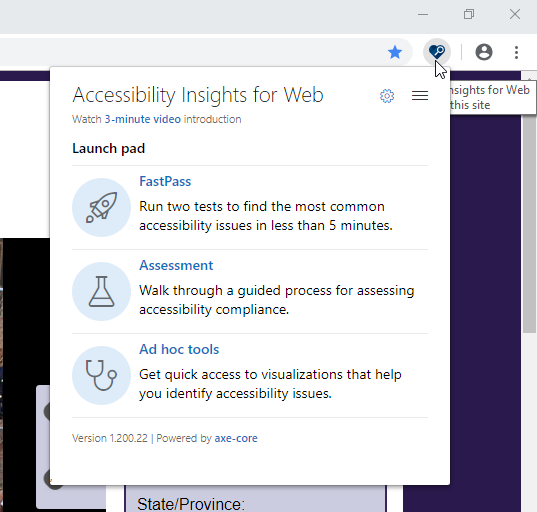 Accessibility Insights for Web
Watch 3-minute video introduction
nsights for Web
this site
Launch pad
FastPass
Run two tests to find the most common
accessibility issues in less than 5 minutes.
Assessment
Walk through a guided process for assessing
accessibility compliance.
Ad hoc tools
Get quick access to visualizations that help
you identify accessibility issues.
Version 1.200.22 | Powered by axe-core
State/Province: